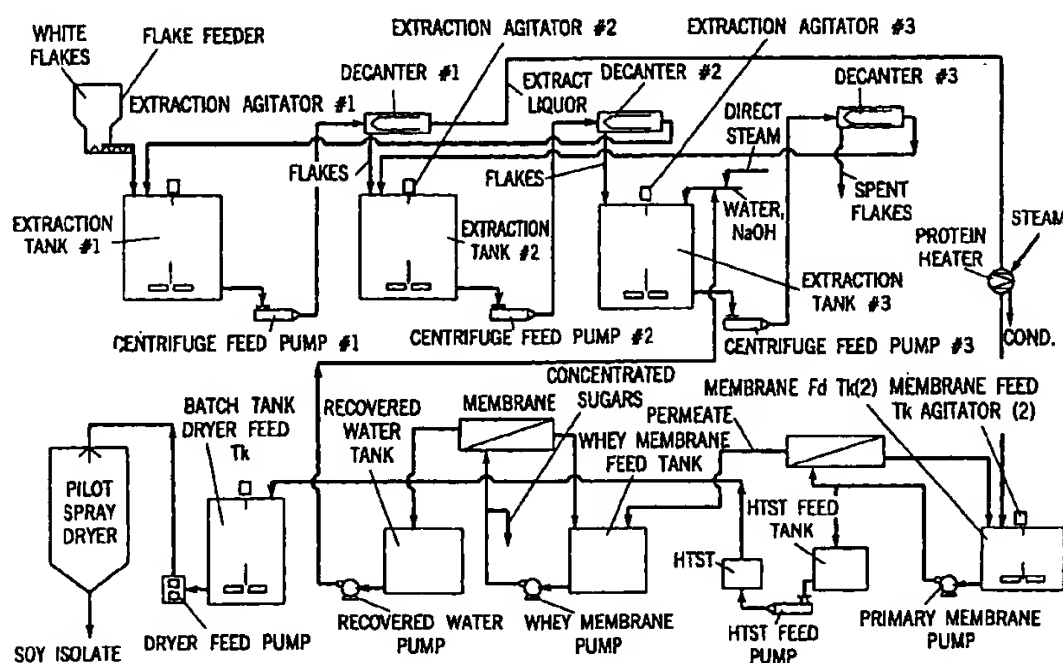 WHITE
FLAKES
FLAKE FEEDER
EXTRACTION AGITATOR #2
EXTRACTION AGITATOR #3
DECANTER #1
EXTRACT
LIQUOR
DECANTER #2
DECANTER #3
EXTRACTION AGITATOR #1
DIRECT
STEAM
FLAKES
FLAKES
WATER,
NaOH
SPENT
FLAKES
STEAM
PROTEIN
HEATER
EXTRACTION
TANK #1
EXTRACTION
TANK #2
EXTRACTION
TANK #3
COND.
CENTRIFUGE FEED PUMP #1
CENTRIFUGE FEED PUMP #2
CENTRIFUGE FEED PUMP #3
BATCH TANK
DRYER FEED
Tk
RECOVERED
WATER
TANK
MEMBRANE
CONCENTRATED
SUGARS
WHEY MEMBRANE
FEED TANK
PERMEATE
MEMBRANE Fd Tk(2)
MEMBRANE FEED
Tk AGITATOR (2)
PILOT
SPRAY
DRYER
HTST FEED
TANK
HTST
SOY ISOLATE
DRYER FEED PUMP
RECOVERED WATER
PUMP
WHEY MEMBRANE
PUMP
HTST FEED
PUMP
PRIMARY MEMBRANE
PUMP